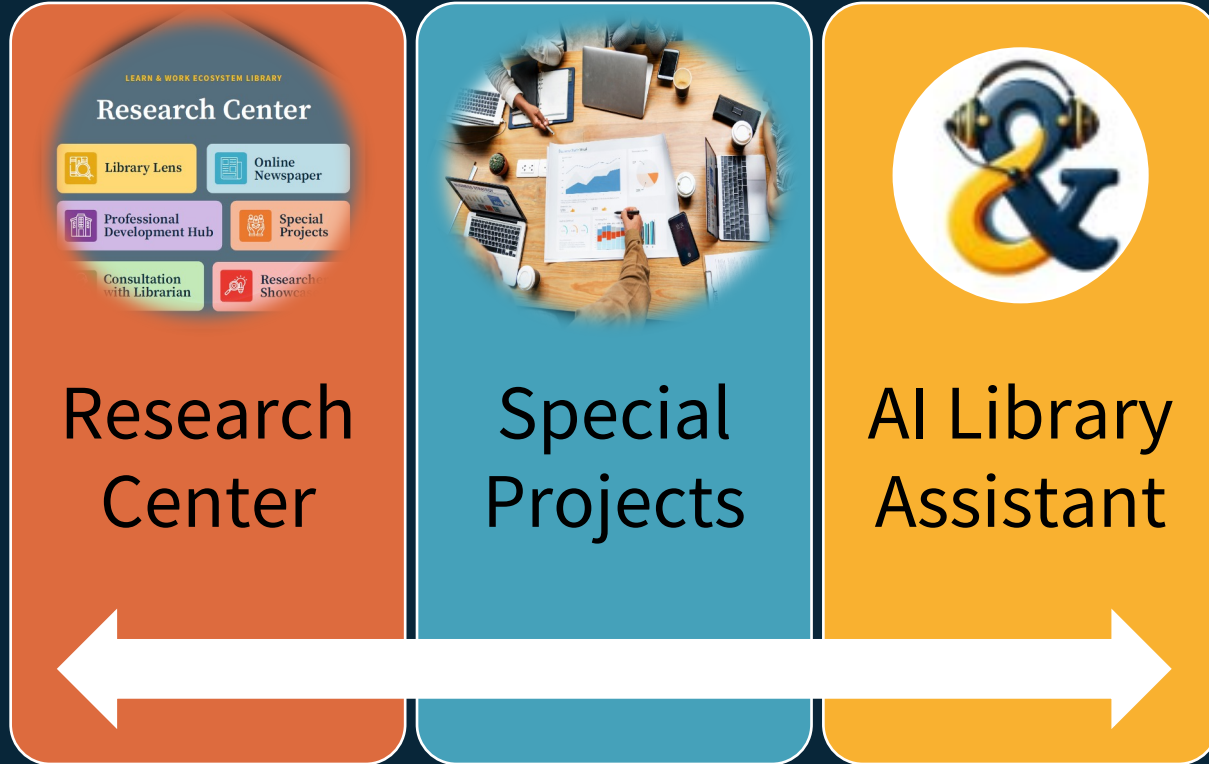 LEARN & WORK ECOSYSTEM LIBRARY
Research Center
Library Lens
Online
Newspaper
Professional
Development Hub
Special
Projects
Consultation
with Librarian
Research
Research
Center
Special
Projects
AI Library
Assistant
&